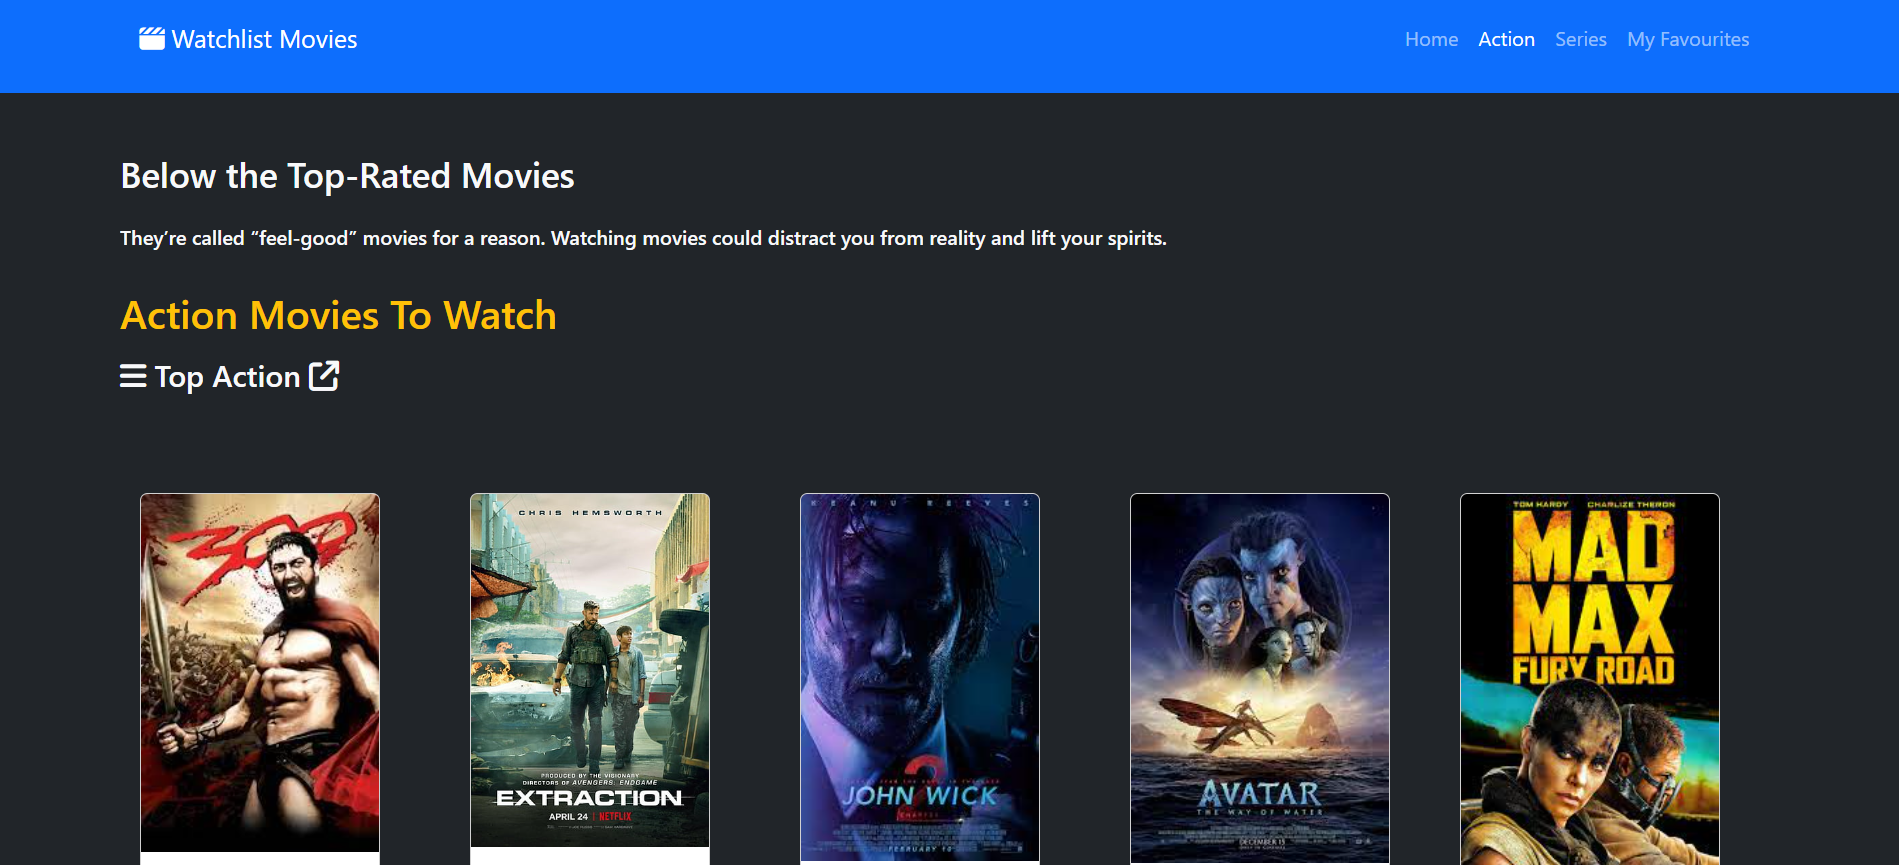 Watchlist Movies
Home Action Series My Favourites
Below the Top-Rated Movies
They’re called “feel-good” movies for a reason. Watching movies could distract you from reality and lift your spirits.
Action Movies To Watch
Top Action
300
CHRIS HEMSWORTH
PRODUCED BY THE VISIONARY
DIRECTORS OF AVENGERS: ENDGAME
EXTRACTION
APRIL 24 | NETFLIX
KEANU REEVES
2
JOHN WICK
CHAPTER
FEBRUARY 10
AVATAR
THE WAY OF WATER
DECEMBER 15
TOM HARDY CHARLIZE THERON
MAD
MAX
FURY ROAD